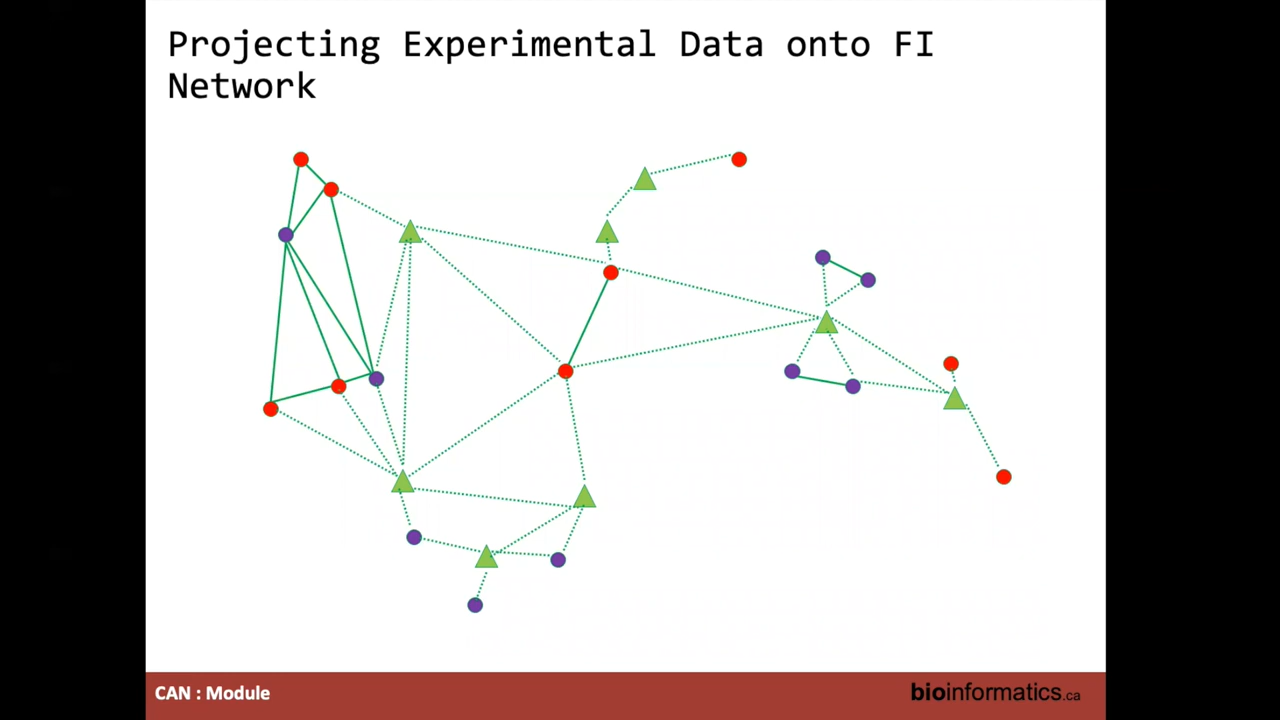 Projecting Experimental Data onto FI
Network
CAN : Module
bioinformatics.ca